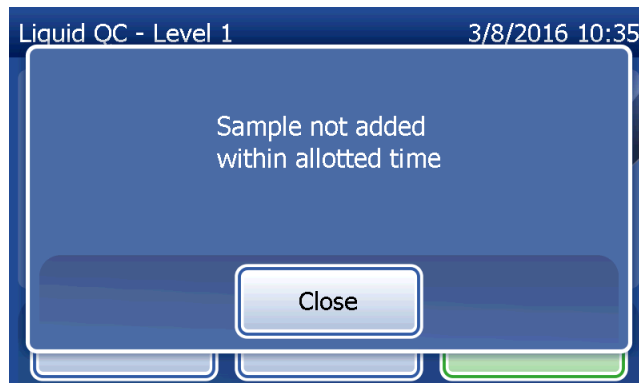 Liquid QC - Level 1
3/8/2016 10:35
Sample not added
within allotted time
Close